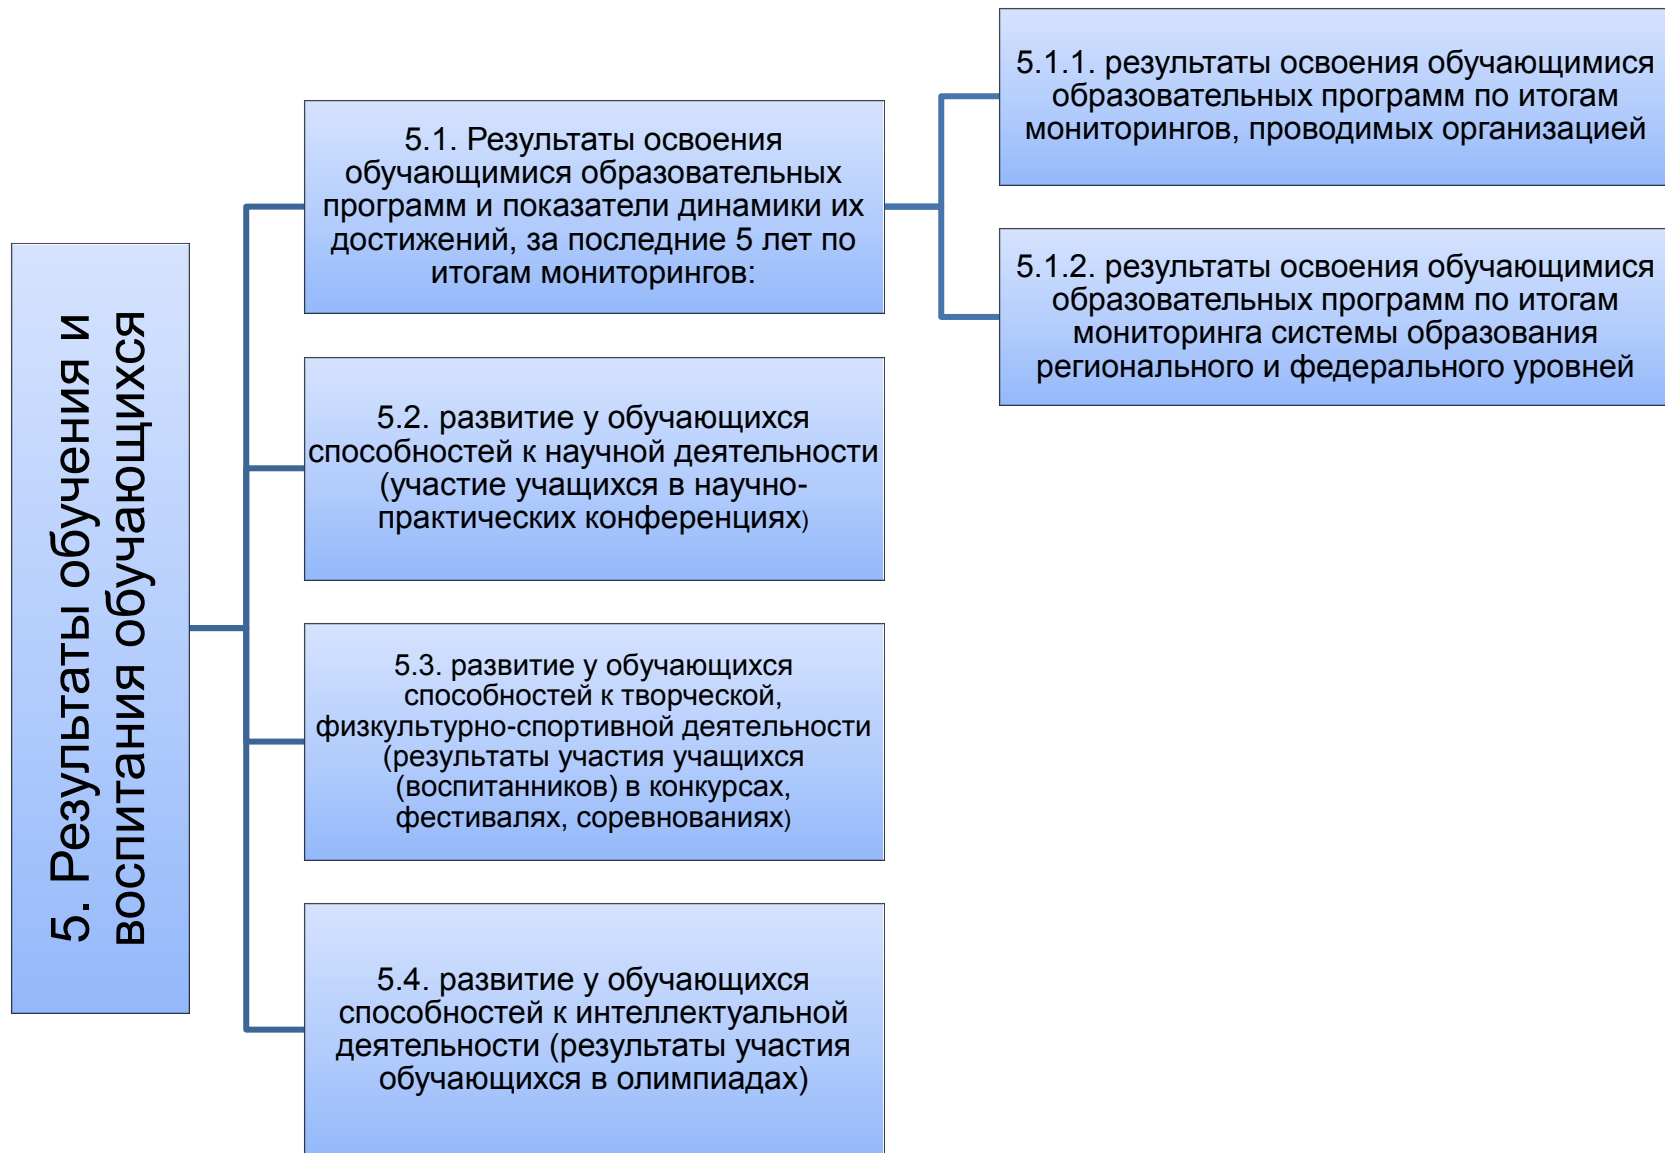 5. Результаты обучения и
воспитания обучающихся
5.1. Результаты освоения
обучающимися образовательных
программ и показатели динамики их
достижений, за последние 5 лет по
итогам мониторингов:
5.1.1. результаты освоения обучающимися
образовательных программ по итогам
мониторингов, проводимых организацией
5.1.2. результаты освоения обучающимися
образовательных программ по итогам
мониторинга системы образования
регионального и федерального уровней
5.2. развитие у обучающихся
способностей к научной деятельности
(участие учащихся в научно-
практических конференциях)
5.3. развитие у обучающихся
способностей к творческой,
физкультурно-спортивной деятельности
(результаты участия учащихся
(воспитанников) в конкурсах,
фестивалях, соревнованиях)
5.4. развитие у обучающихся
способностей к интеллектуальной
деятельности (результаты участия
обучающихся в олимпиадах)